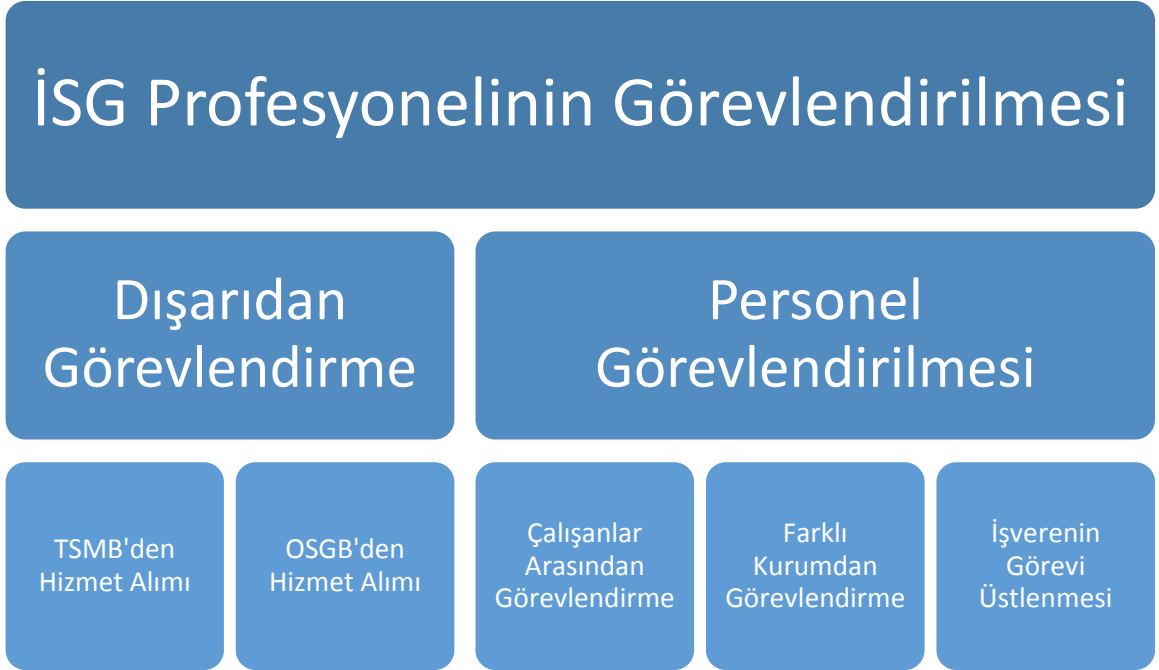 İSG Profesyonelinin Görevlendirilmesi
Dışarıdan
Görevlendirme
Personel
Görevlendirilmesi
TSMB'den
Hizmet Alımı
OSGB'den
Hizmet Alımı
Çalışanlar
Arasından
Görevlendirme
Farklı
Kurumdan
Görevlendirme
İşverenin
Görevi
Üstlenmesi